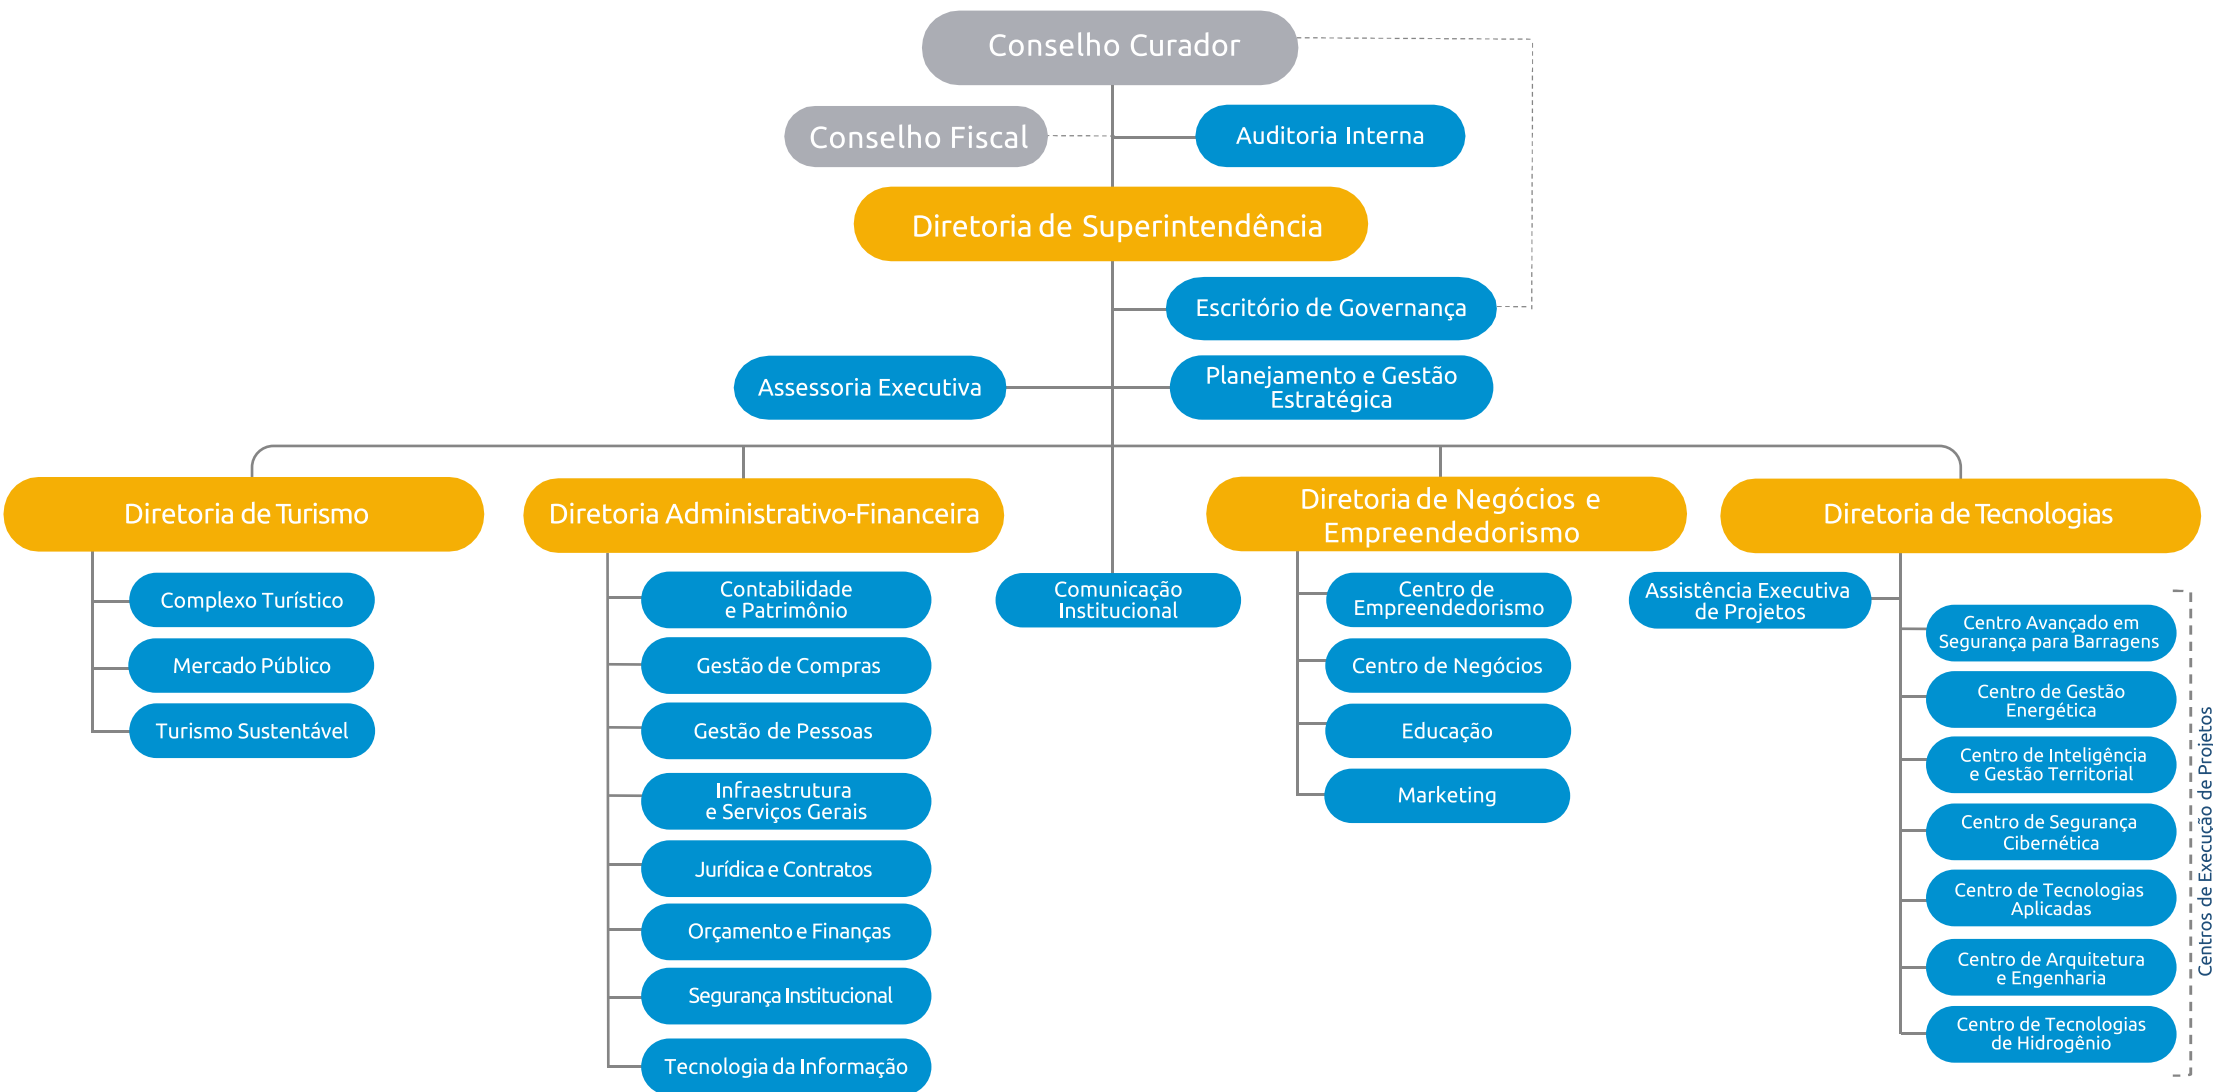 Conselho Curador
Conselho Fiscal
Auditoria Interna
Diretoria de Superintendência
Escritório de Governança
Assessoria Executiva
Planejamento e Gestão
Estratégica
Diretoria de Turismo
Complexo Turístico
Mercado Público
Turismo Sustentável
Diretoria Administrativo-Financeira
Contabilidade
e Patrimônio
Gestão de Compras
Gestão de Pessoas
Infraestrutura
e Serviços Gerais
Jurídica e Contratos
Orçamento e Finanças
Segurança Institucional
Tecnologia da Informação
Comunicação
Institucional
Diretoria de Negócios e
Empreendedorismo
Centro de
Empreendedorismo
Centro de Negócios
Educação
Marketing
Diretoria de Tecnologias
Assistência Executiva
de Projetos
Centro Avançado em
Segurança para Barragens
Centro de Gestão
Energética
Centro de Inteligência
e Gestão Territorial
Centro de Segurança
Cibernética
Centro de Tecnologias
Aplicadas
Centro de Arquitetura
e Engenharia
Centro de Tecnologias
de Hidrogênio
Centros de Execução de Projetos